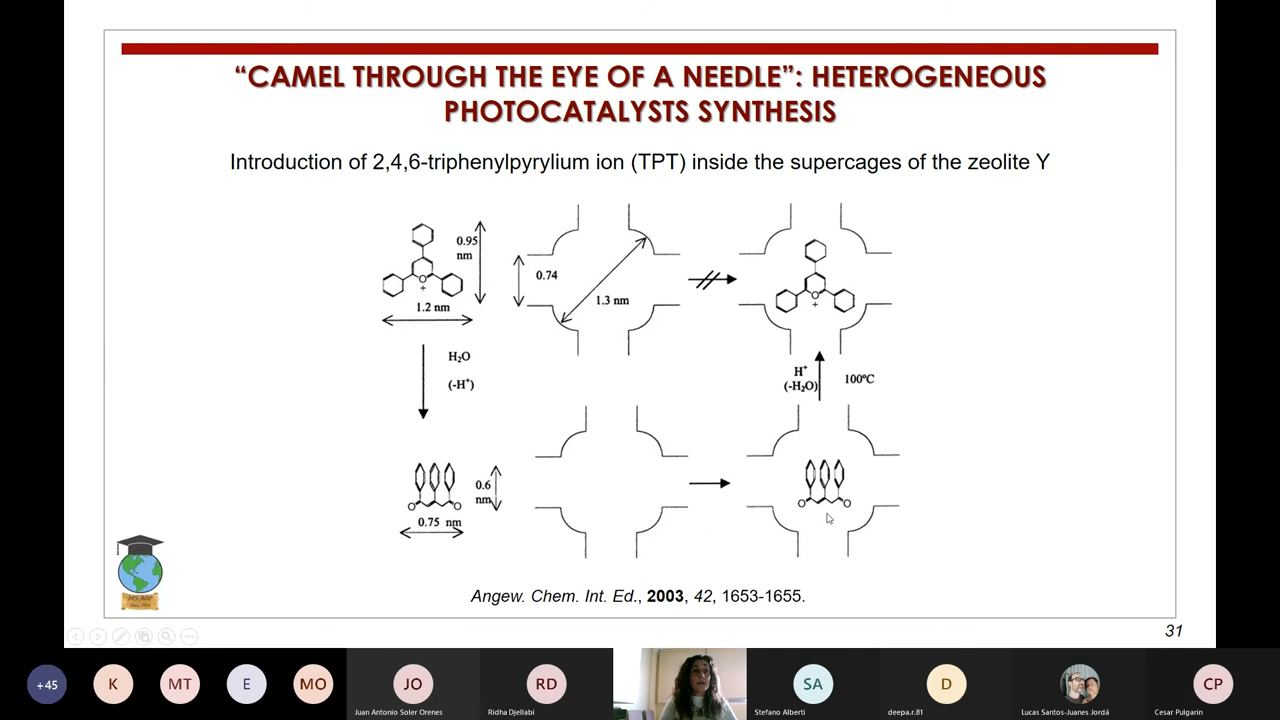 “CAMEL THROUGH THE EYE OF A NEEDLE”: HETEROGENEOUS
PHOTOCATALYSTS SYNTHESIS
Introduction of 2,4,6-triphenylpyrylium ion (TPT) inside the supercages of the zeolite Y
0.95
nm
O
+
1.2 nm
0.74
1.3 nm
O
+
H₂O
(-H⁺)
H⁺
(-H₂O)
100ºC
O
O
0.6
nm
0.75 nm
O
O
Angew. Chem. Int. Ed., 2003, 42, 1653-1655.
31
+45
K
MT
E
MO
JO
Juan Antonio Soler Orenes
RD
Ridha Djellabi
SA
Stefano Alberti
D
deepa.r.81
Lucas Santos-Juanes Jordá
CP
Cesar Pulgarin